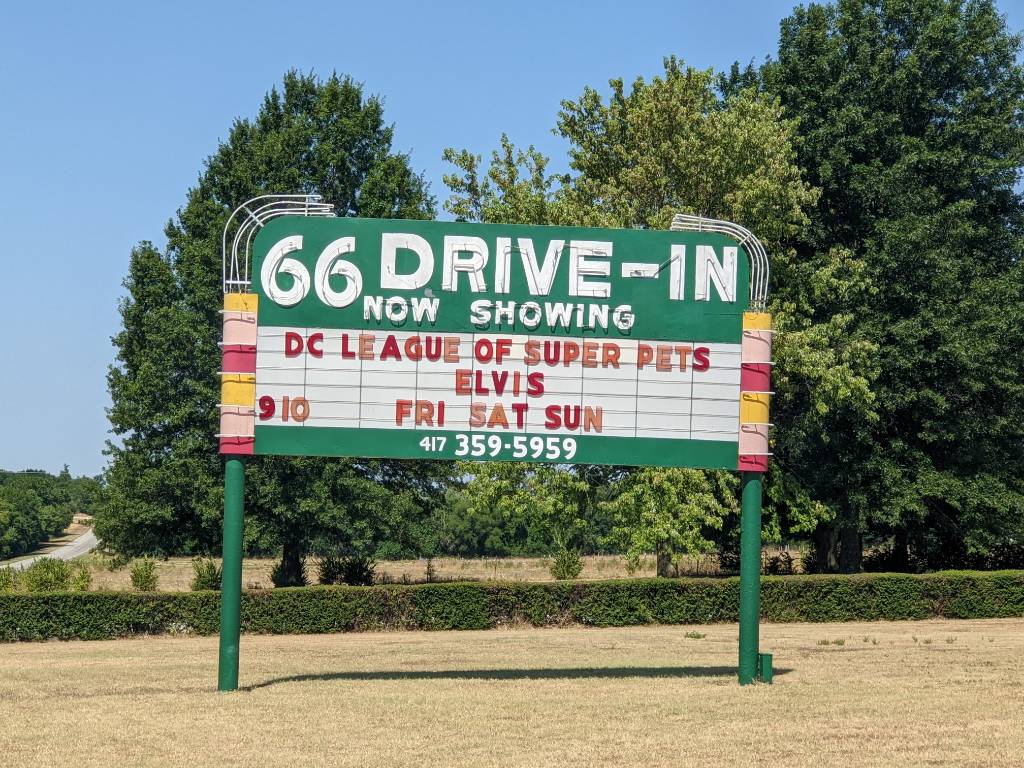 66 DRIVE-IN
NOW SHOWING
DC LEAGUE OF SUPER PETS
ELVIS
910 FRI SAT SUN
417 359-5959